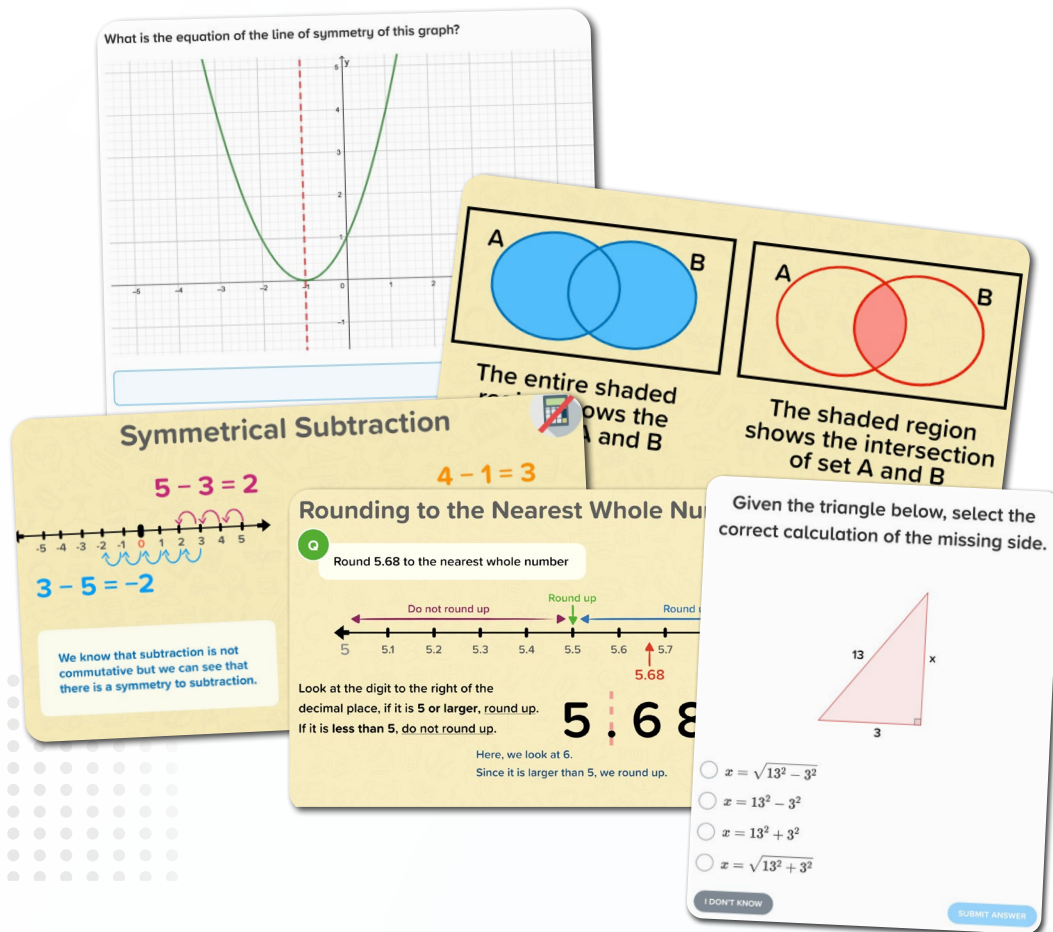 What is the equation of the line of symmetry of this graph?
y
5
4
3
2
1
-5 -4 -3 -2 -1 0 1 2
-1
A
B
A
B
The entire shaded
ows the
and B
The shaded region
shows the intersection
of set A and B
Symmetrical Subtraction
5 - 3 = 2
4 - 1 = 3
-5 -4 -3 -2 -1 0 1 2 3 4 5
3 - 5 = -2
We know that subtraction is not
commutative but we can see that
there is a symmetry to subtraction.
Rounding to the Nearest Whole Nu
Q
Round 5.68 to the nearest whole number
Round up
Do not round up
Round
5 5.1 5.2 5.3 5.4 5.5 5.6 5.7
5.68
Look at the digit to the right of the
decimal place, if it is 5 or larger, round up.
If it is less than 5, do not round up.
5.68
Here, we look at 6.
Since it is larger than 5, we round up.
Given the triangle below, select the
correct calculation of the missing side.
13
x
3
x = √(13² − 3²)
x = 13² − 3²
x = 13² + 3²
x = √(13² + 3²)
I DON'T KNOW
SUBMIT ANSWER